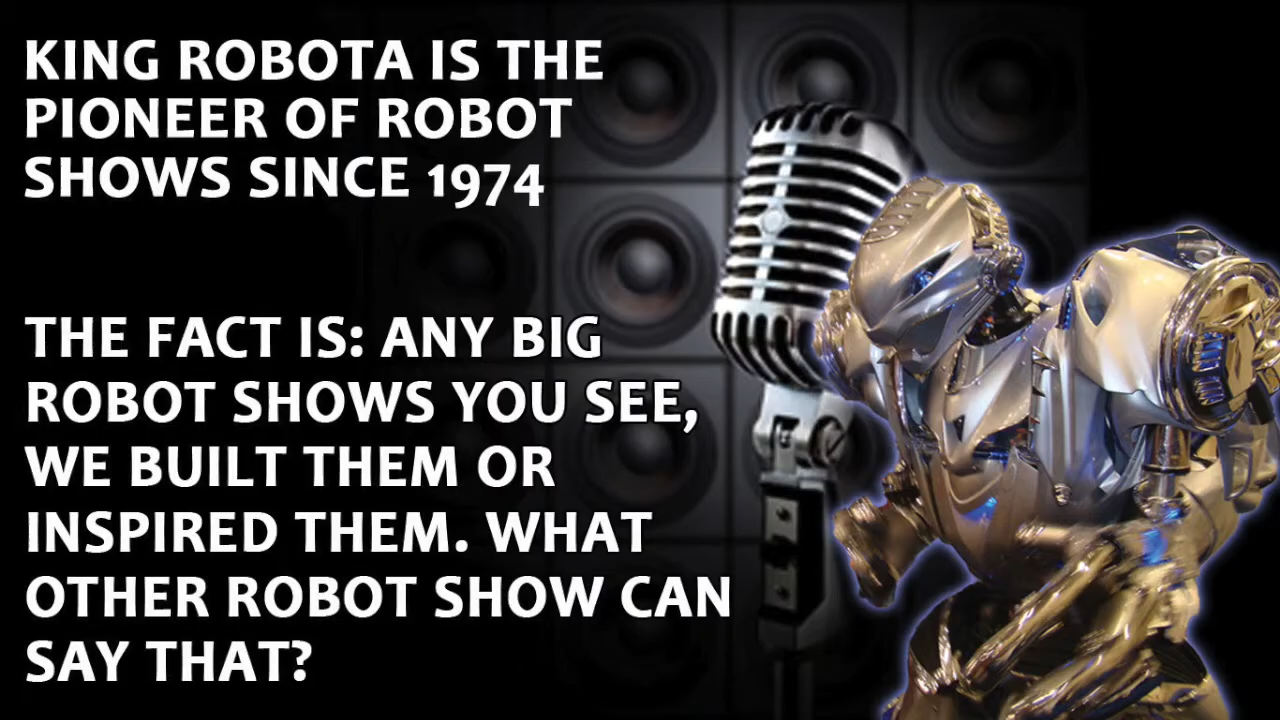 KING ROBOTA IS THE
PIONEER OF ROBOT
SHOWS SINCE 1974
THE FACT IS: ANY BIG
ROBOT SHOWS YOU SEE,
WE BUILT THEM OR
INSPIRED THEM. WHAT
OTHER ROBOT SHOW CAN
SAY THAT?